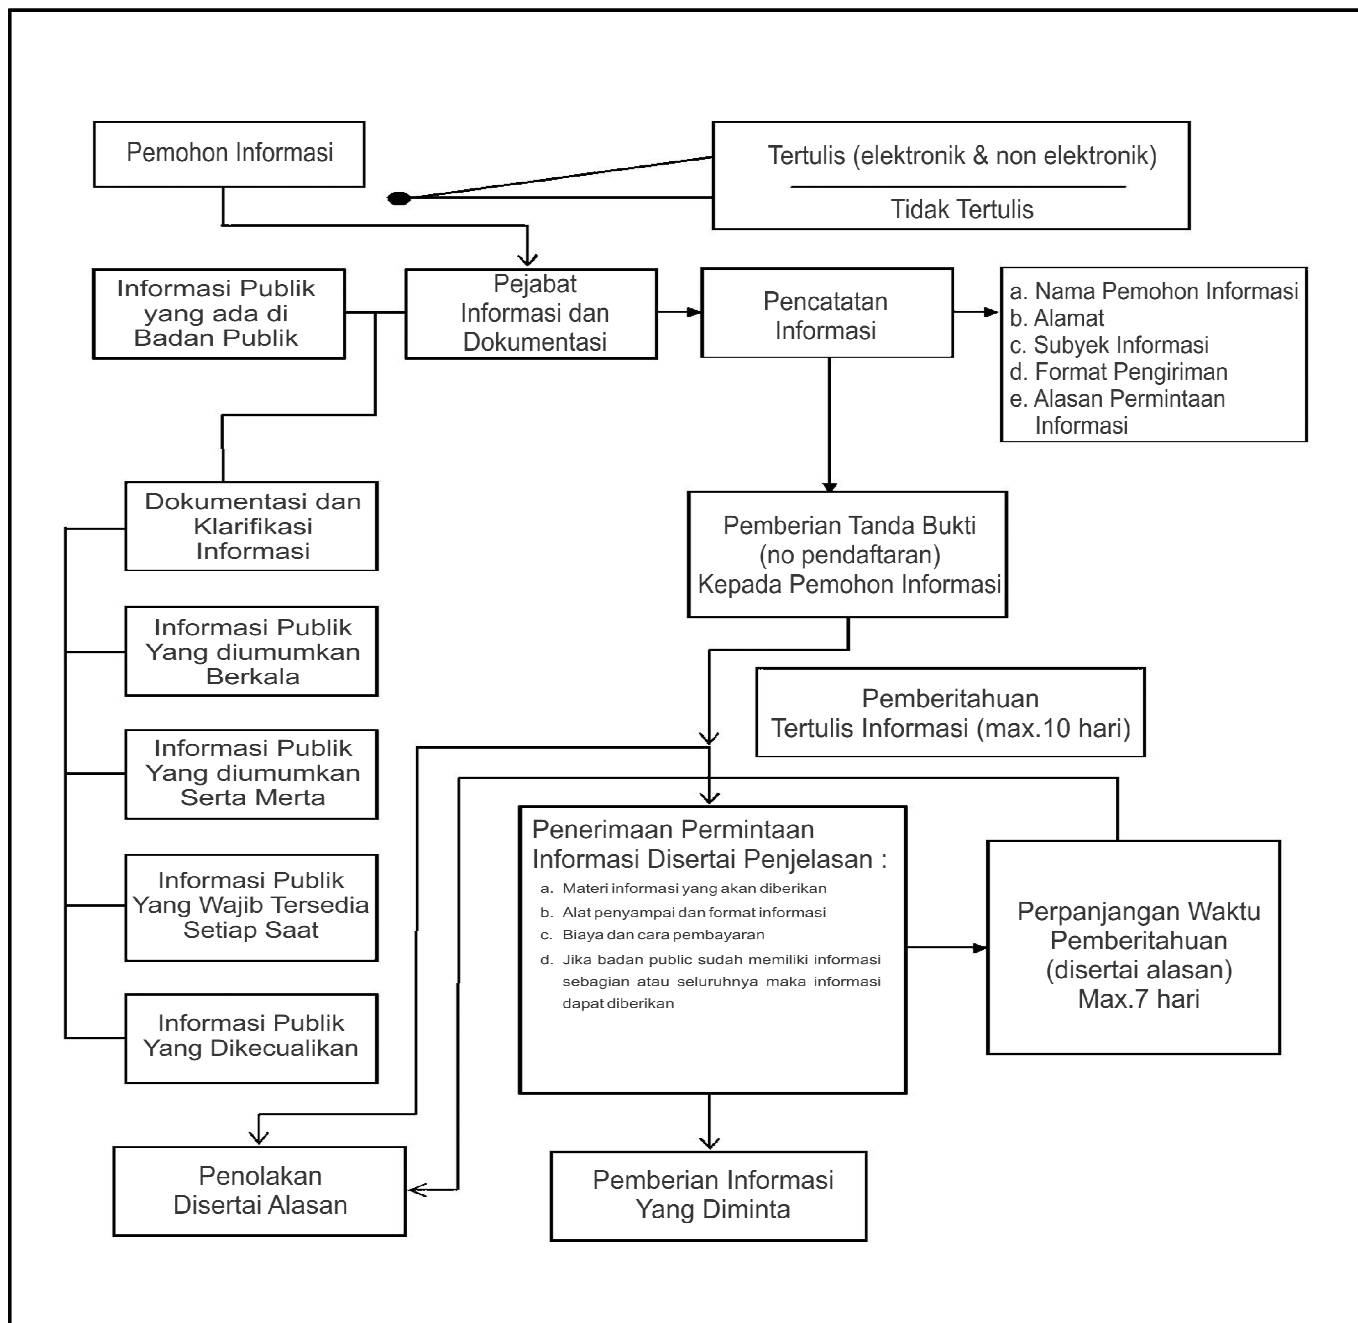 Pemohon Informasi
Tertulis (elektronik & non elektronik)
Tidak Tertulis
Informasi Publik
yang ada di
Badan Publik
Pejabat
Informasi dan
Dokumentasi
Pencatatan
Informasi
a. Nama Pemohon Informasi
b. Alamat
c. Subyek Informasi
d. Format Pengiriman
e. Alasan Permintaan
Informasi
Dokumentasi dan
Klarifikasi
Informasi
Pemberian Tanda Bukti
(no pendaftaran)
Kepada Pemohon Informasi
Informasi Publik
Yang diumumkan
Berkala
Pemberitahuan
Tertulis Informasi (max.10 hari)
Informasi Publik
Yang diumumkan
Serta Merta
Penerimaan Permintaan
Informasi Disertai Penjelasan :
a. Materi informasi yang akan diberikan
b. Alat penyampai dan format informasi
c. Biaya dan cara pembayaran
d. Jika badan public sudah memiliki informasi
sebagian atau seluruhnya maka informasi
dapat diberikan
Perpanjangan Waktu
Pemberitahuan
(disertai alasan)
Max.7 hari
Informasi Publik
Yang Wajib Tersedia
Setiap Saat
Informasi Publik
Yang Dikecualikan
Penolakan
Disertai Alasan
Pemberian Informasi
Yang Diminta